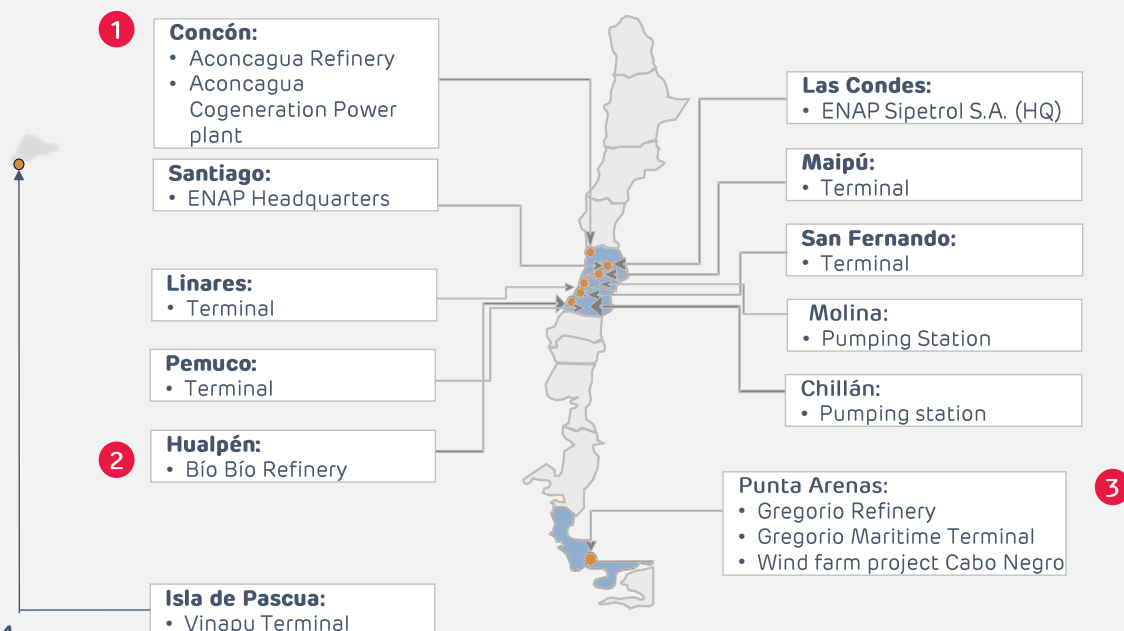 1
Concón:
• Aconcagua Refinery
• Aconcagua
Cogeneration Power
plant
Santiago:
• ENAP Headquarters
Linares:
• Terminal
Pemuco:
• Terminal
2
Hualpén:
• Bío Bío Refinery
Isla de Pascua:
• Vinapu Terminal
Las Condes:
• ENAP Sipetrol S.A. (HQ)
Maipú:
• Terminal
San Fernando:
• Terminal
Molina:
• Pumping Station
Chillán:
• Pumping station
3
Punta Arenas:
• Gregorio Refinery
• Gregorio Maritime Terminal
• Wind farm project Cabo Negro